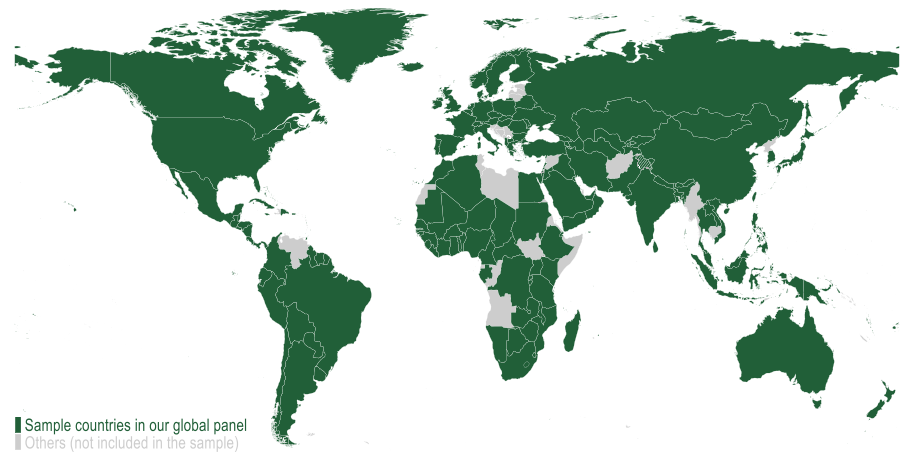 Sample countries in our global panel
Others (not included in the sample)